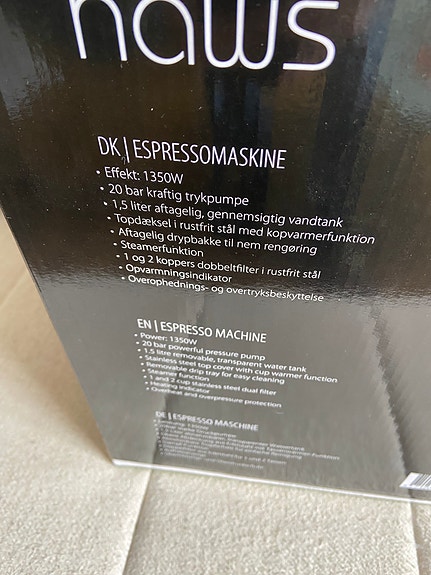 haws
DK | ESPRESSOMASKINE
• Effekt: 1350W
• 20 bar kraftig trykpumpe
• 1,5 liter aftagelig, gennemsigtig vandtank
• Topdæksel i rustfrit stål med kopvarmerfunktion
• Aftagelig drypbakke til nem rengøring
• Steamerfunktion
• 1 og 2 koppers dobbeltfilter i rustfrit stål
• Opvarmningsindikator
• Overophednings- og overtryksbeskyttelse
EN | ESPRESSO MACHINE
• Power: 1350W
• 20 bar powerful pressure pump
• 1.5 litre removable, transparent water tank
• Stainless steel top cover with cup warmer function
• Removable drip tray for easy cleaning
• Steamer function
• 1 and 2 cup stainless steel dual filter
• Heating indicator
• Overheat and overpressure protection
DE | ESPRESSO MASCHINE